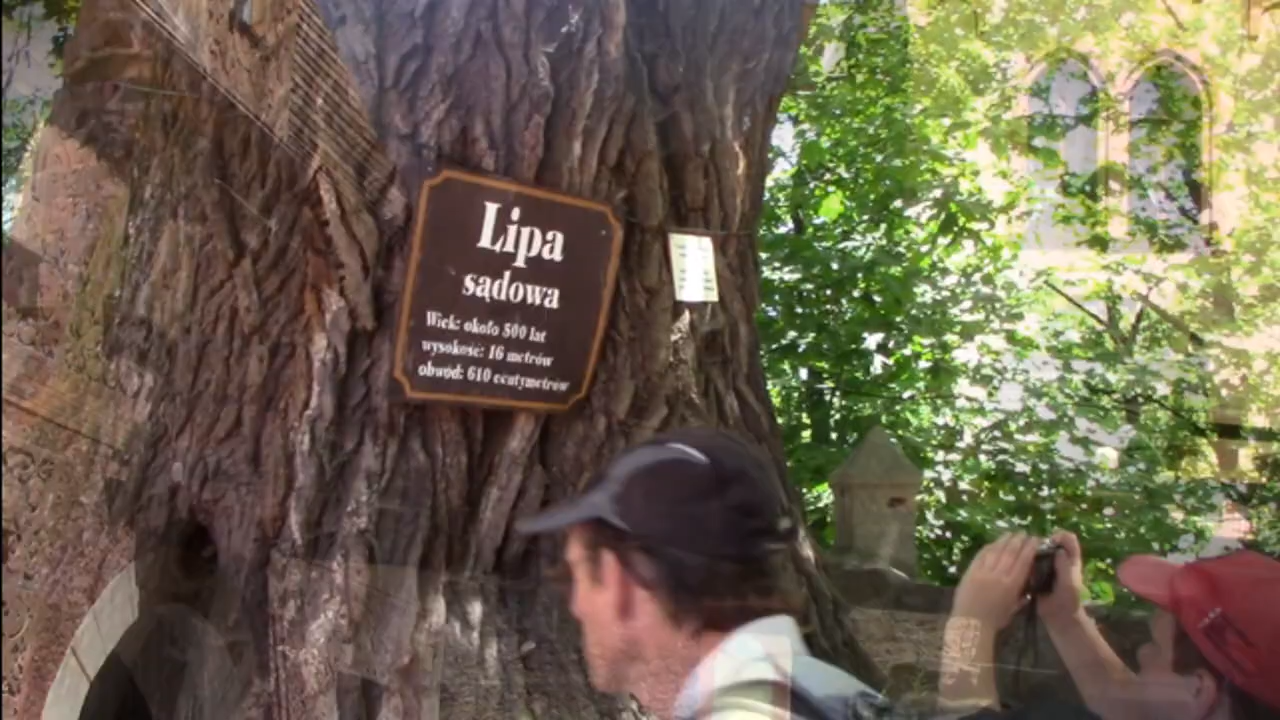 Lipa
sądowa
Wiek: około 500 lat
wysokość: 16 metrów
obwód: 610 centymetrów